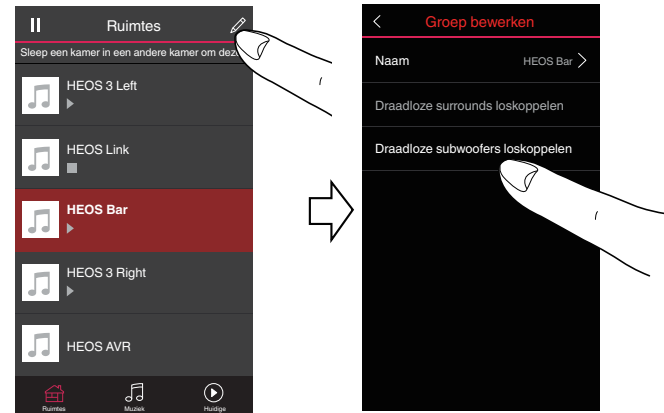 Ruimtes
Sleep een kamer in een andere kamer om dez
HEOS 3 Left
HEOS Link
HEOS Bar
HEOS 3 Right
HEOS AVR
Ruimtes Muziek Huidige
Groep bewerken
Naam HEOS Bar
Draadloze surrounds loskoppelen
Draadloze subwoofers loskoppelen